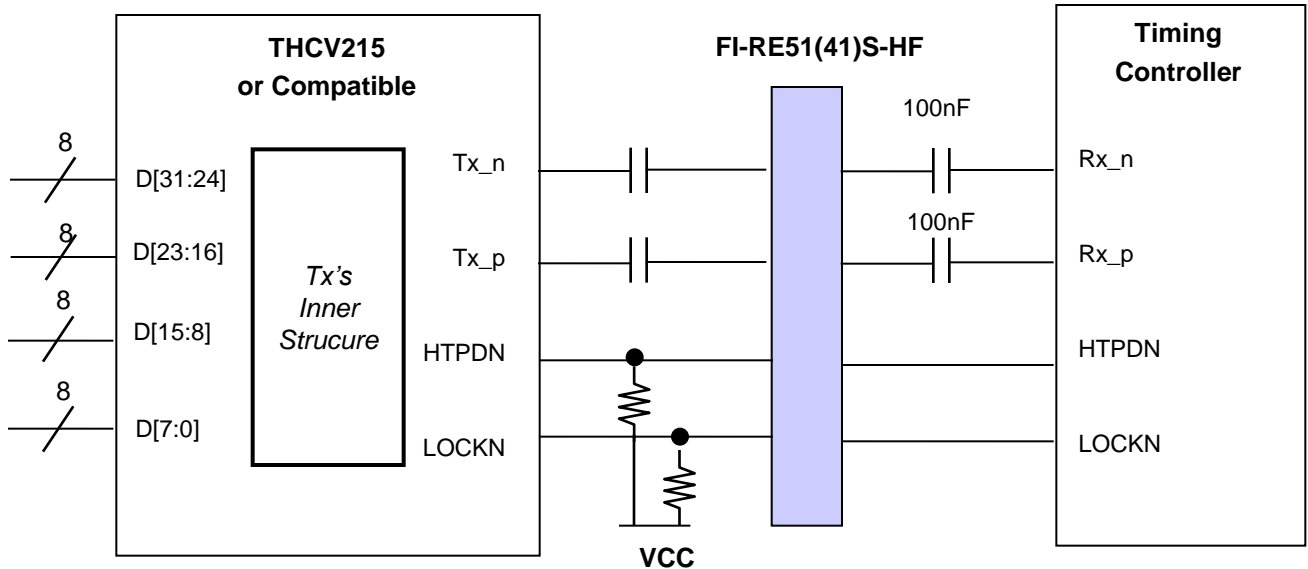 THCV215
or Compatible
FI-RE51(41)S-HF
Timing
Controller
100nF
8
D[31:24]
Tx_n
Rx_n
8
D[23:16]
Tx_p
100nF
Rx_p
Tx's
Inner
Strucure
8
D[15:8]
HTPDN
HTPDN
8
D[7:0]
LOCKN
LOCKN
VCC